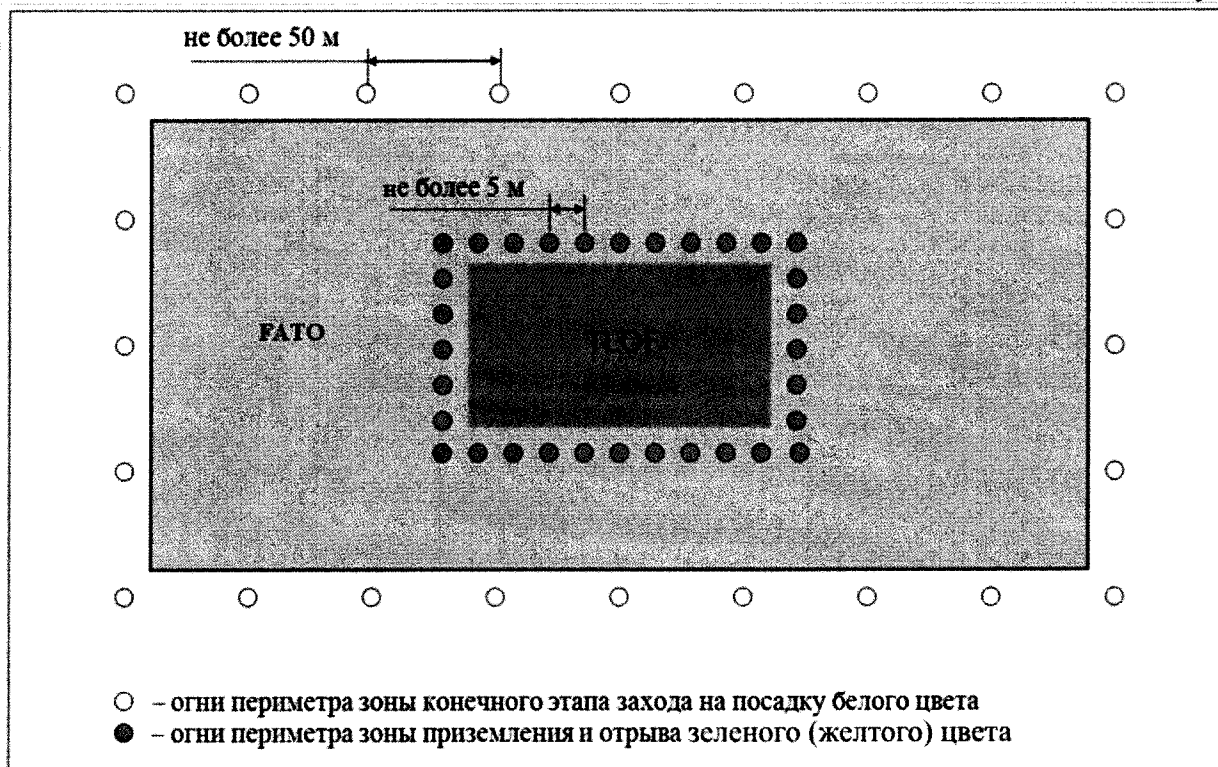 не более 50 м
не более 5 м
FATO
– огни периметра зоны конечного этапа захода на посадку белого цвета
– огни периметра зоны приземления и отрыва зеленого (желтого) цвета